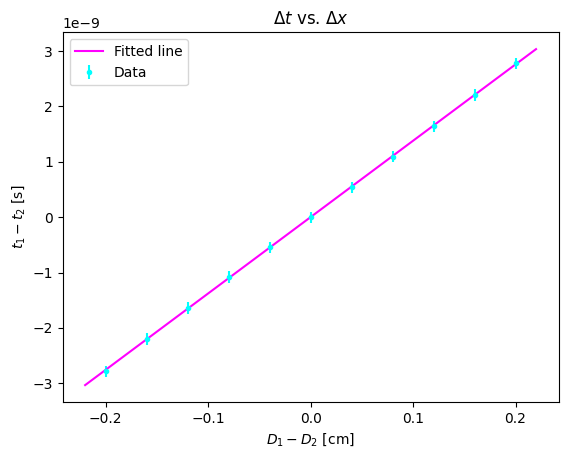 Δt vs. Δx
1e−9
Fitted line
Data
3
2
1
0
−1
−2
−3
t₁ − t₂ [s]
−0.2 −0.1 0.0 0.1 0.2
D₁ − D₂ [cm]